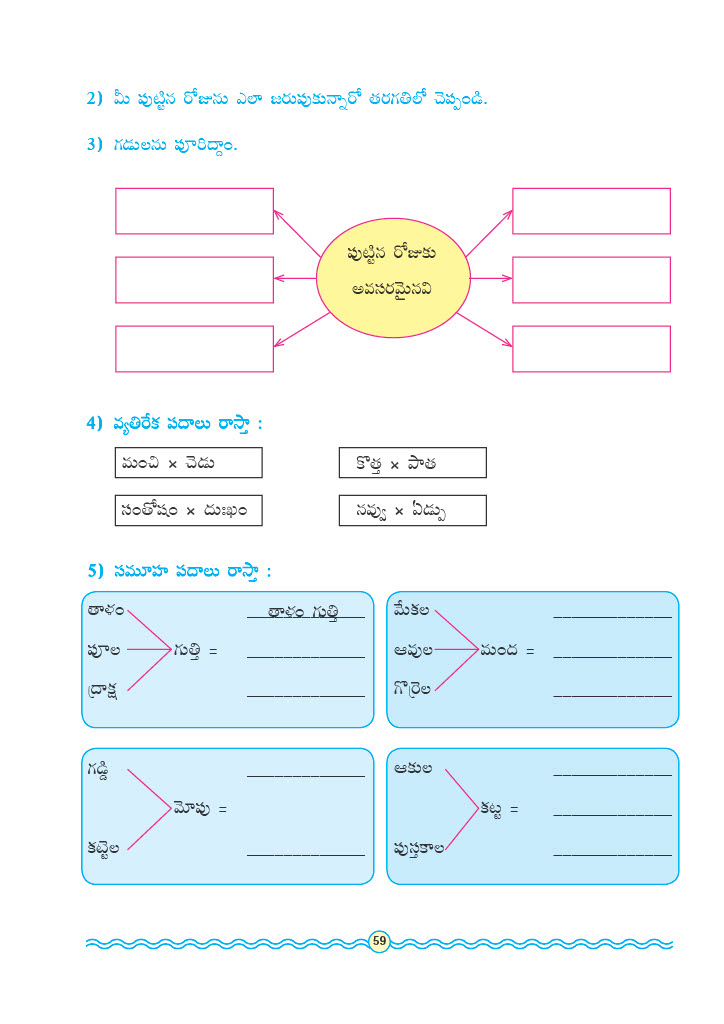 2) మీ పుట్టిన రోజును ఎలా జరుపుకున్నారో తరగతిలో చెప్పండి.
3) గడులను పూరిద్దాం.
పుట్టిన రోజుకు
అవసరమైనవి
4) వ్యతిరేక పదాలు రాస్తా :
మంచి × చెడు
కొత్త × పాత
సంతోషం × దుఃఖం
నవ్వు × ఏడుపు
5) సమూహ పదాలు రాస్తా :
తాళం
తాళం గుత్తి
పూల
గుత్తి =
ద్రాక్ష
మేకల
ఆవుల
మంద =
గొర్రెల
గడ్డి
మోపు =
కట్టెల
ఆకుల
కట్ట =
పుస్తకాల
59